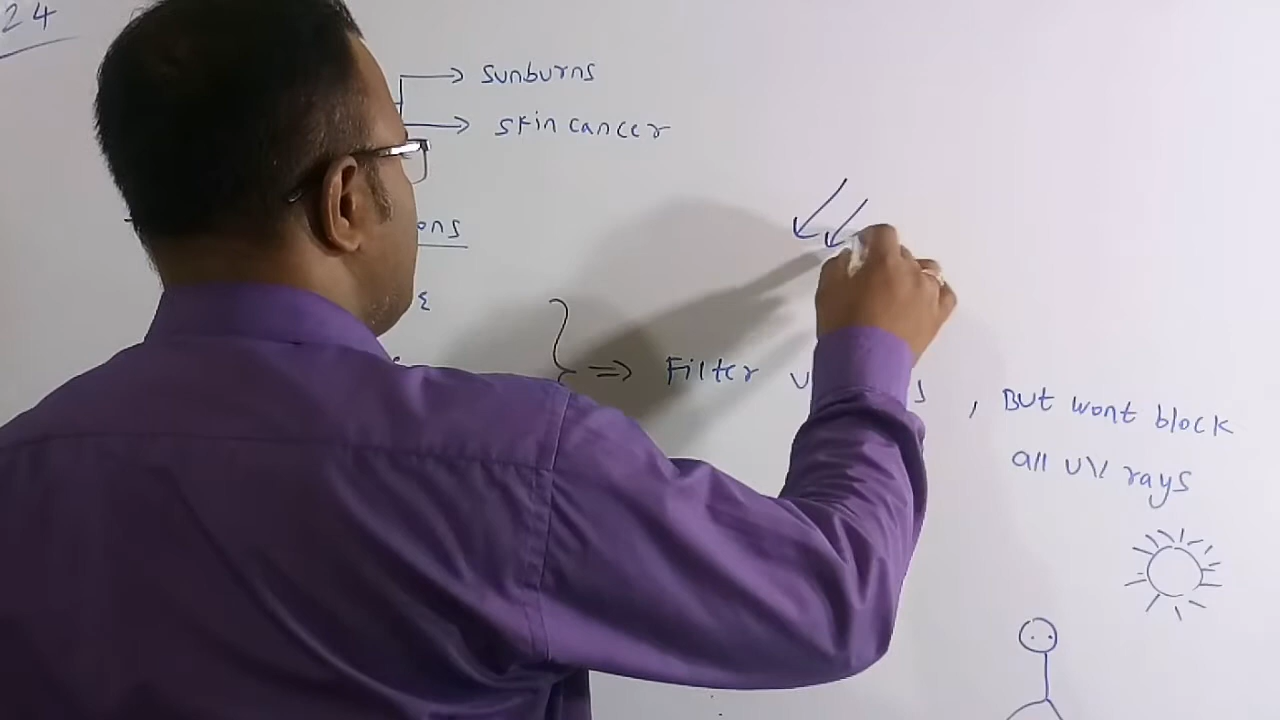 24
sunburns
skin cancer
Filter
, But wont block
all UV rays